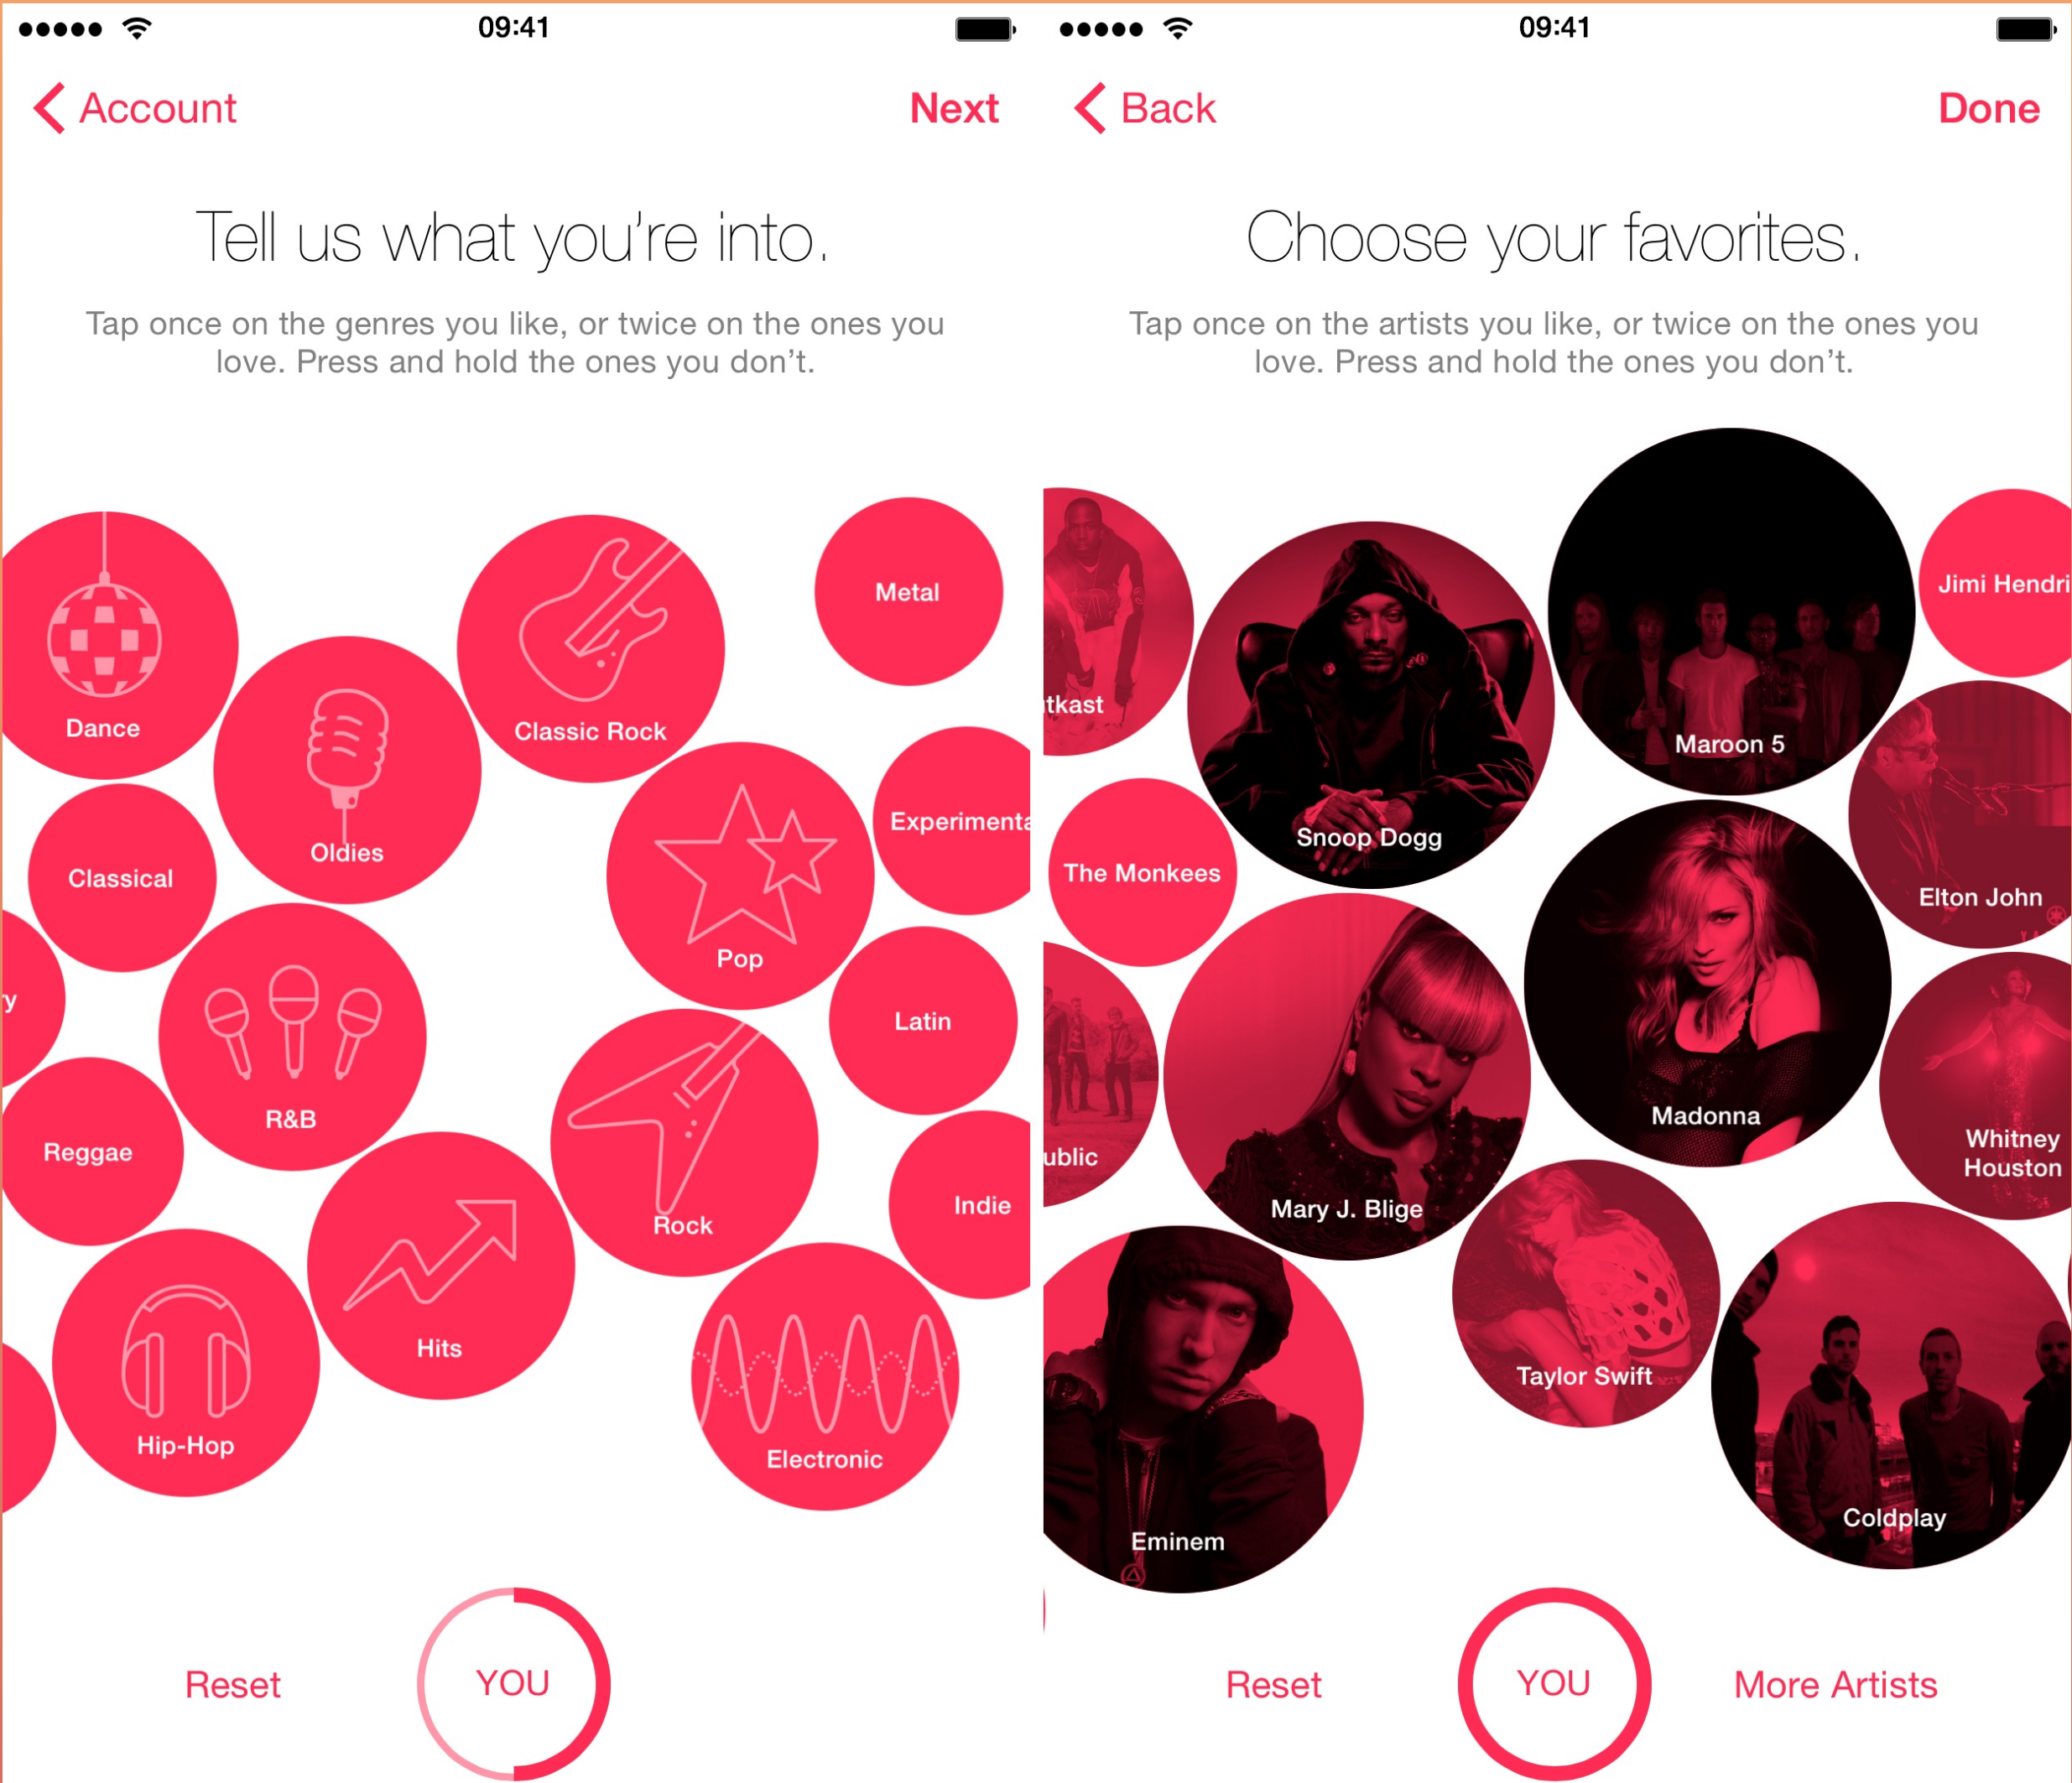 09:41
Account
Next
Tell us what you’re into.
Tap once on the genres you like, or twice on the ones you
love. Press and hold the ones you don’t.
Metal
Dance
Classic Rock
Experimenta
Oldies
Classical
Pop
y
Latin
R&B
Reggae
Indie
Rock
Hits
Hip-Hop
Electronic
Reset
YOU
09:41
Back
Done
Choose your favorites.
Tap once on the artists you like, or twice on the ones you
love. Press and hold the ones you don’t.
Jimi Hendri
tkast
Maroon 5
Snoop Dogg
The Monkees
Elton John
Madonna
Whitney
Houston
ublic
Mary J. Blige
Taylor Swift
Coldplay
Eminem
Reset
YOU
More Artists